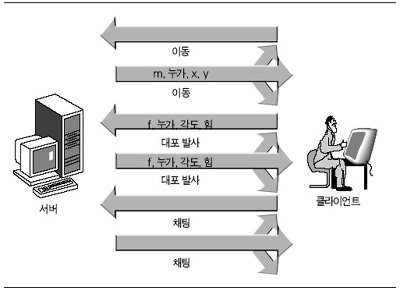 이동
m, 누가, x, y
이동
f, 누가, 각도, 힘
대포 발사
f, 누가, 각도, 힘
대포 발사
서버
클라이언트
채팅
채팅